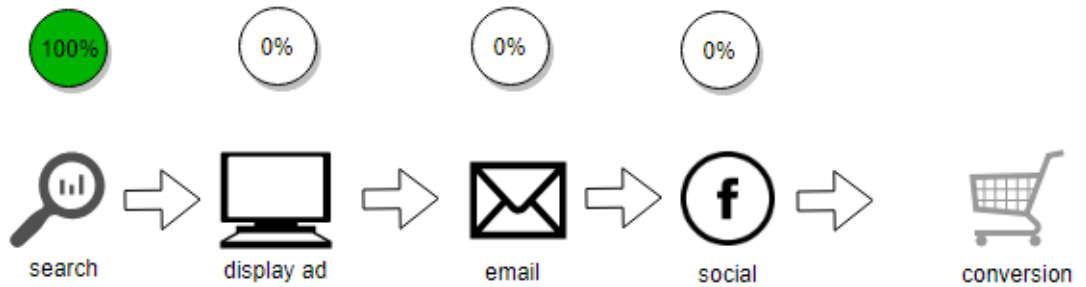 100%
0%
0%
0%
f
search
display ad
email
social
conversion